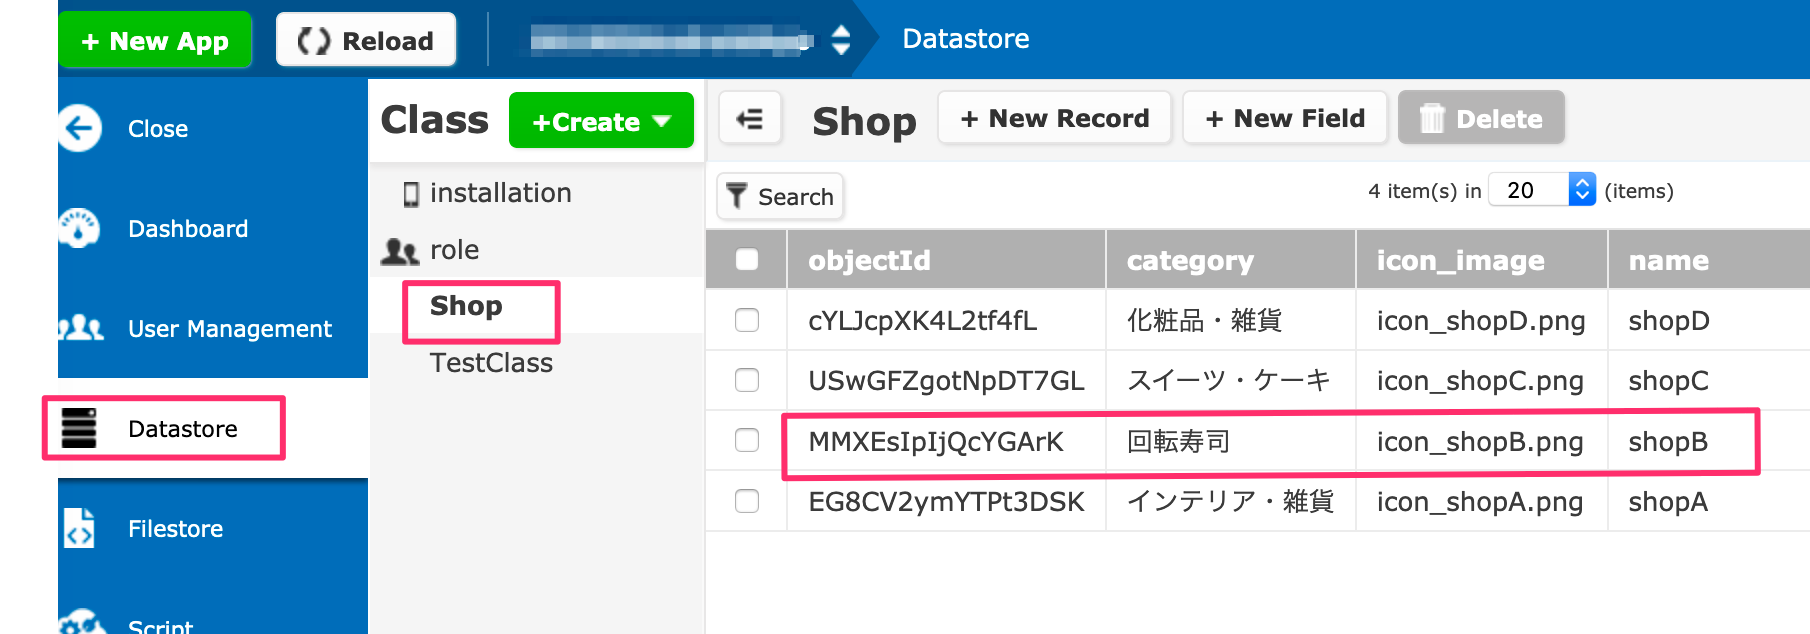 + New App
Reload
Datastore
Close
Dashboard
User Management
Datastore
Filestore
Script
Class
+Create
installation
role
Shop
TestClass
Shop
+ New Record
+ New Field
Delete
Search
4 item(s) in 20 (items)
objectId category icon_image name
cYLJcpXK4L2tf4fL 化粧品・雑貨 icon_shopD.png shopD
USwGFZgotNpDT7GL スイーツ・ケーキ icon_shopC.png shopC
MMXEsIpIjQcYGArK 回転寿司 icon_shopB.png shopB
EG8CV2ymYTPt3DSK インテリア・雑貨 icon_shopA.png shopA